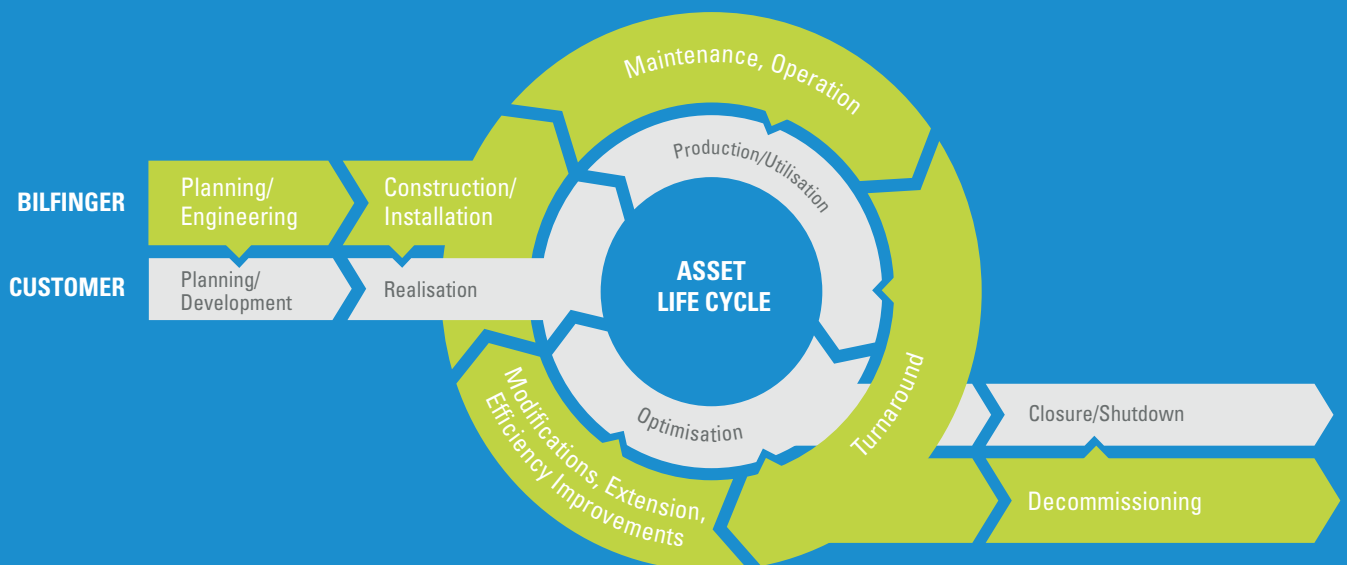 Maintenance, Operation
Production/Utilisation
BILFINGER
Planning/
Engineering
Construction/
Installation
CUSTOMER
Planning/
Development
Realisation
ASSET
LIFE CYCLE
Modifications, Extension,
Efficiency Improvements
Optimisation
Turnaround
Closure/Shutdown
Decommissioning